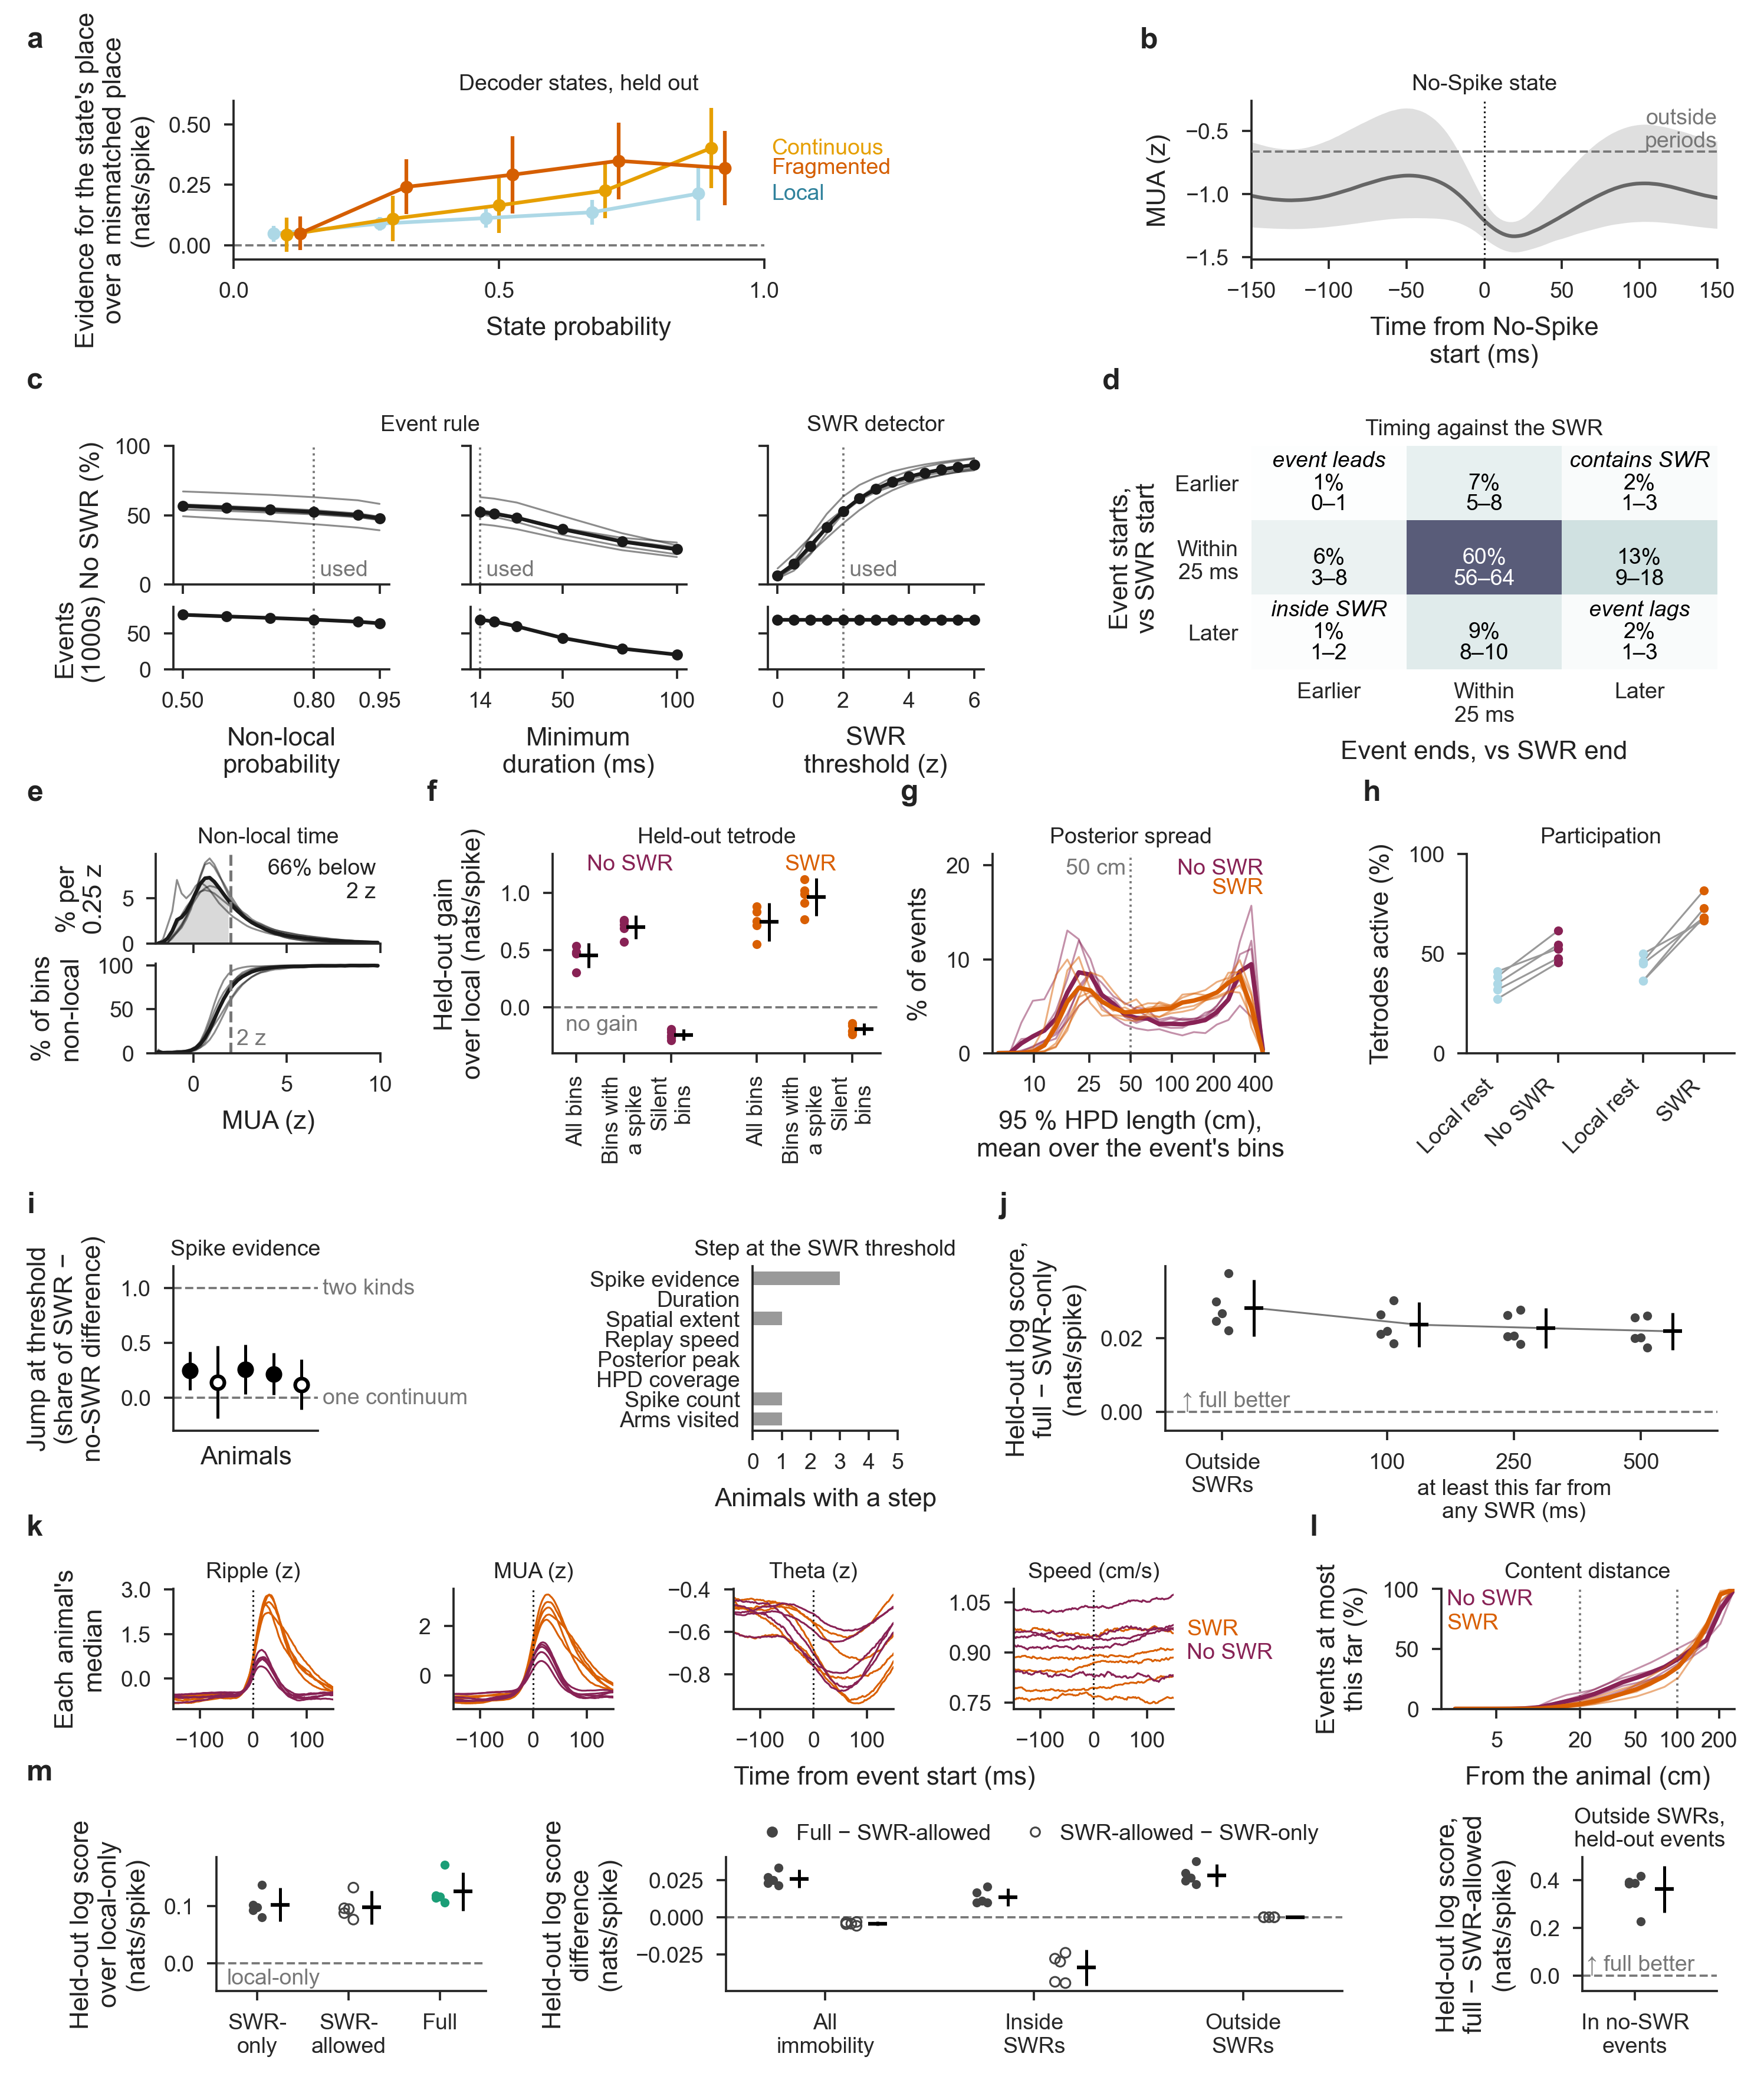 a
Decoder states, held out
Evidence for the state's place
over a mismatched place
(nats/spike)
0.50
0.25
0.00
0.0
0.5
1.0
State probability
Continuous
Fragmented
Local
b
No-Spike state
outside
periods
MUA (z)
−0.5
−1.0
−1.5
−150
−100
−50
0
50
100
150
Time from No-Spike
start (ms)
c
Event rule
SWR detector
No SWR (%)
100
50
0
used
used
used
Events
(1000s)
50
0
0.50
0.80
0.95
14
50
100
0
2
4
6
Non-local
probability
Minimum
duration (ms)
SWR
threshold (z)
d
Timing against the SWR
Event starts,
vs SWR start
Earlier
event leads
1%
0–1
7%
5–8
contains SWR
2%
1–3
Within
25 ms
6%
3–8
60%
56–64
13%
9–18
Later
inside SWR
1%
1–2
9%
8–10
event lags
2%
1–3
Earlier
Within
25 ms
Later
Event ends, vs SWR end
e
Non-local time
% per
0.25 z
5
0
66% below
2 z
% of bins
non-local
100
50
0
2 z
0
5
10
MUA (z)
f
Held-out tetrode
No SWR
SWR
Held-out gain
over local (nats/spike)
1.0
0.5
0.0
no gain
All bins
Bins with
a spike
Silent
bins
All bins
Bins with
a spike
Silent
bins
g
Posterior spread
50 cm
No SWR
SWR
% of events
20
10
0
10
25
50
100
200
400
95 % HPD length (cm),
mean over the event's bins
h
Participation
Tetrodes active (%)
100
50
0
Local rest
No SWR
Local rest
SWR
i
Spike evidence
Jump at threshold
(share of SWR −
no-SWR difference)
1.0
0.5
0.0
two kinds
one continuum
Animals
Step at the SWR threshold
Spike evidence
Duration
Spatial extent
Replay speed
Posterior peak
HPD coverage
Spike count
Arms visited
0
1
2
3
4
5
Animals with a step
j
Held-out log score,
full − SWR-only
(nats/spike)
0.02
0.00
↑ full better
Outside
SWRs
100
250
500
at least this far from
any SWR (ms)
k
Each animal's
median
Ripple (z)
3.0
1.5
0.0
−100
0
100
MUA (z)
2
0
−100
0
100
Theta (z)
−0.4
−0.6
−0.8
−100
0
100
Speed (cm/s)
1.05
0.90
0.75
−100
0
100
SWR
No SWR
Time from event start (ms)
l
Content distance
Events at most
this far (%)
100
50
0
No SWR
SWR
5
20
50
100
200
From the animal (cm)
m
Held-out log score
over local-only
(nats/spike)
0.1
0.0
local-only
SWR-
only
SWR-
allowed
Full
Held-out log score
difference
(nats/spike)
Full − SWR-allowed
SWR-allowed − SWR-only
0.025
0.000
−0.025
All
immobility
Inside
SWRs
Outside
SWRs
Outside SWRs,
held-out events
Held-out log score,
full − SWR-allowed
(nats/spike)
0.4
0.2
0.0
↑ full better
In no-SWR
events